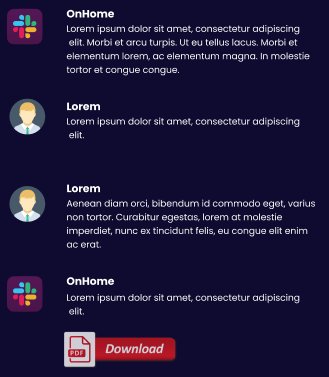 OnHome
Lorem ipsum dolor sit amet, consectetur adipiscing
elit. Morbi et arcu turpis. Ut eu tellus lacus. Morbi et
elementum lorem, ac elementum magna. In molestie
tortor et congue congue.
Lorem
Lorem ipsum dolor sit amet, consectetur adipiscing
elit.
Lorem
Aenean diam orci, bibendum id commodo eget, varius
non tortor. Curabitur egestas, lorem at molestie
imperdiet, nunc ex tincidunt felis, eu congue elit enim
ac erat.
OnHome
Lorem ipsum dolor sit amet, consectetur adipiscing
elit.
PDF Download